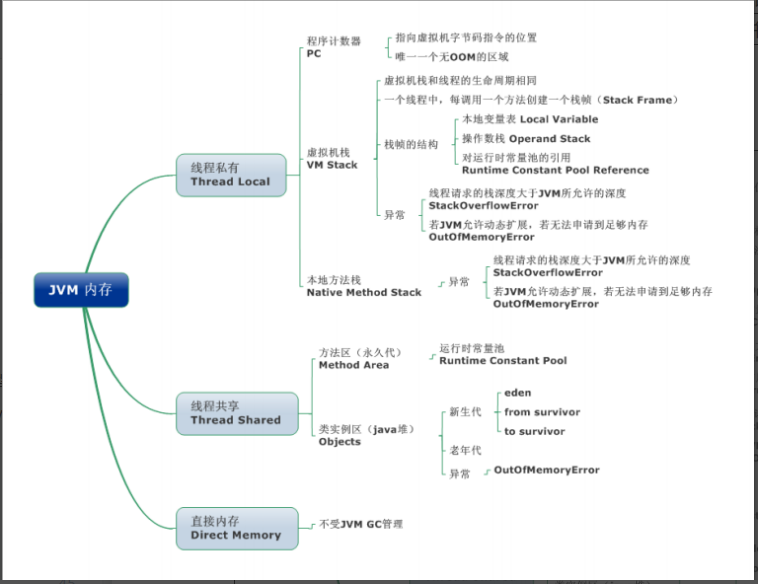 JVM 内存
线程私有
Thread Local
程序计数器
PC
指向虚拟机字节码指令的位置
唯一一个无OOM的区域
虚拟机栈
VM Stack
虚拟机栈和线程的生命周期相同
一个线程中，每调用一个方法创建一个栈帧（Stack Frame）
栈帧的结构
本地变量表 Local Variable
操作数栈 Operand Stack
对运行时常量池的引用
Runtime Constant Pool Reference
异常
线程请求的栈深度大于JVM所允许的深度
StackOverflowError
若JVM允许动态扩展，若无法申请到足够内存
OutOfMemoryError
本地方法栈
Native Method Stack
异常
线程请求的栈深度大于JVM所允许的深度
StackOverflowError
若JVM允许动态扩展，若无法申请到足够内存
OutOfMemoryError
线程共享
Thread Shared
方法区（永久代）
Method Area
运行时常量池
Runtime Constant Pool
类实例区（java堆）
Objects
新生代
eden
from survivor
to survivor
老年代
异常
OutOfMemoryError
直接内存
Direct Memory
不受JVM GC管理